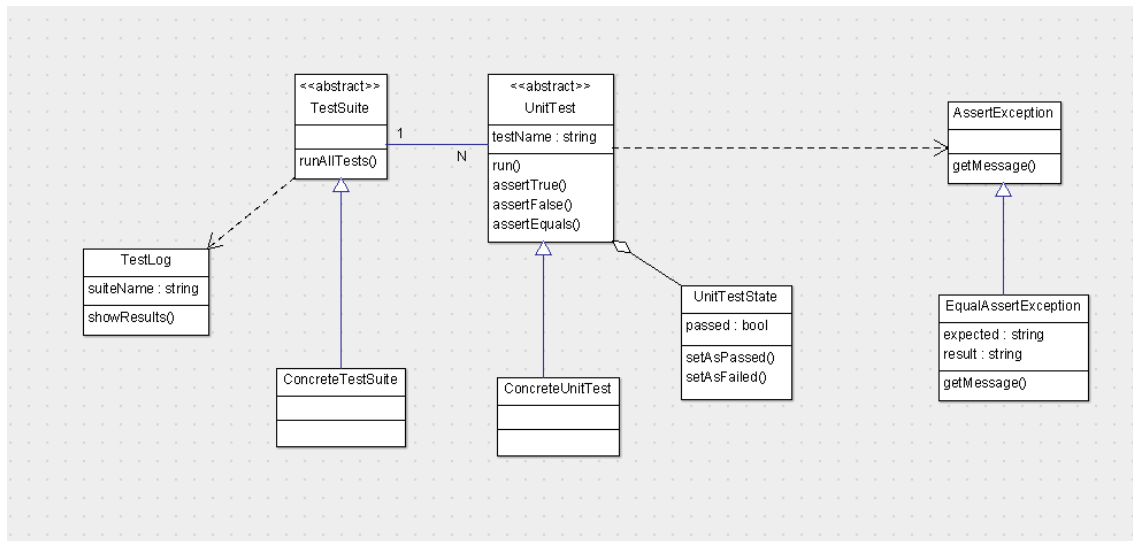 <<abstract>>
TestSuite
runAllTests()
1
N
<<abstract>>
UnitTest
testName : string
run()
assertTrue()
assertFalse()
assertEquals()
AssertException
getMessage()
TestLog
suiteName : string
showResults()
UnitTestState
passed : bool
setAsPassed()
setAsFailed()
EqualAssertException
expected : string
result : string
getMessage()
ConcreteTestSuite
ConcreteUnitTest